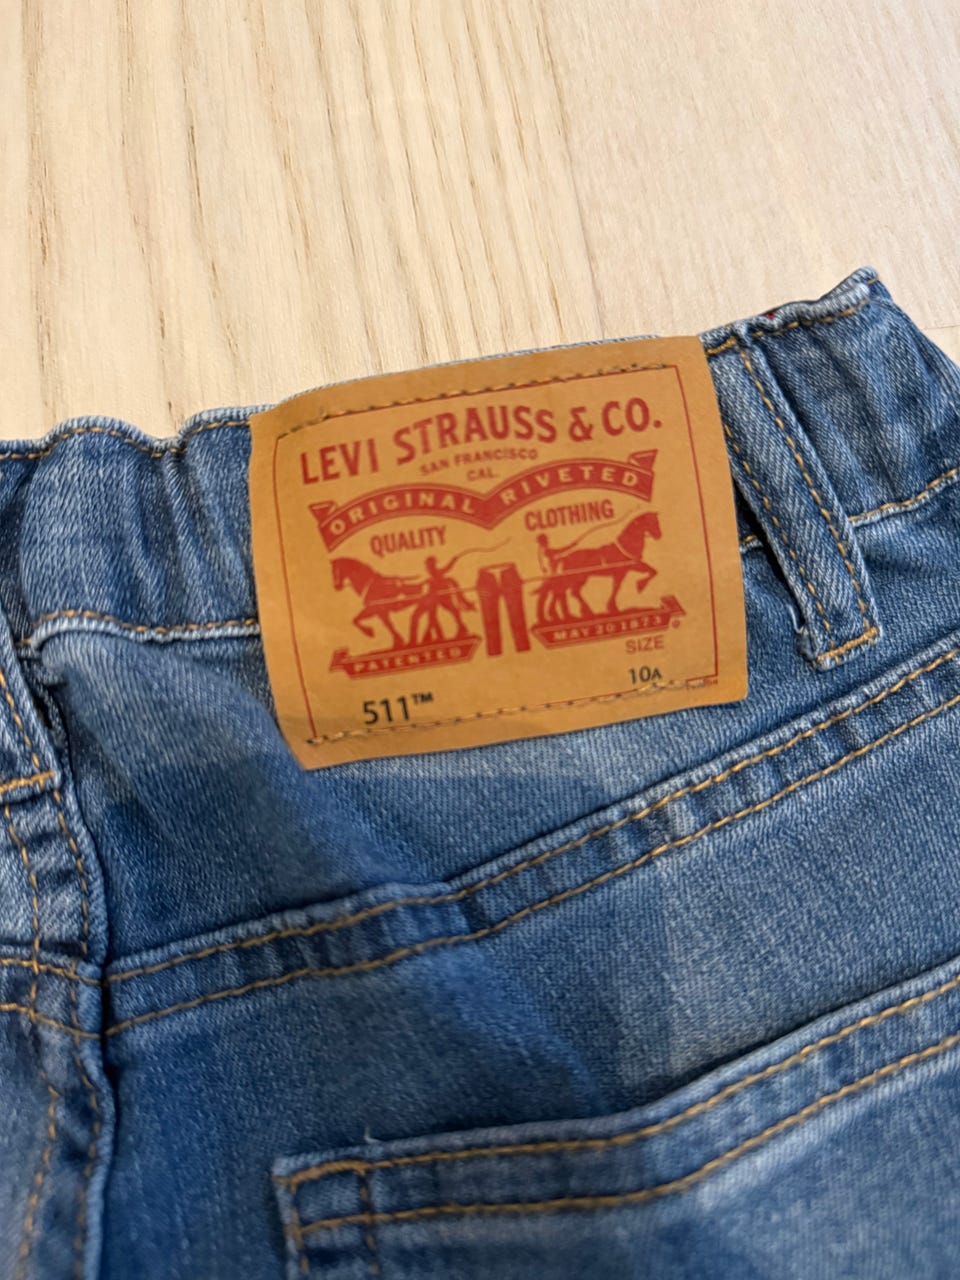 LEVI STRAUSS & CO.
SAN FRANCISCO
CAL.
ORIGINAL RIVETED
QUALITY CLOTHING
PATENTED MAY 20 1873 ®
SIZE
511™ 10A